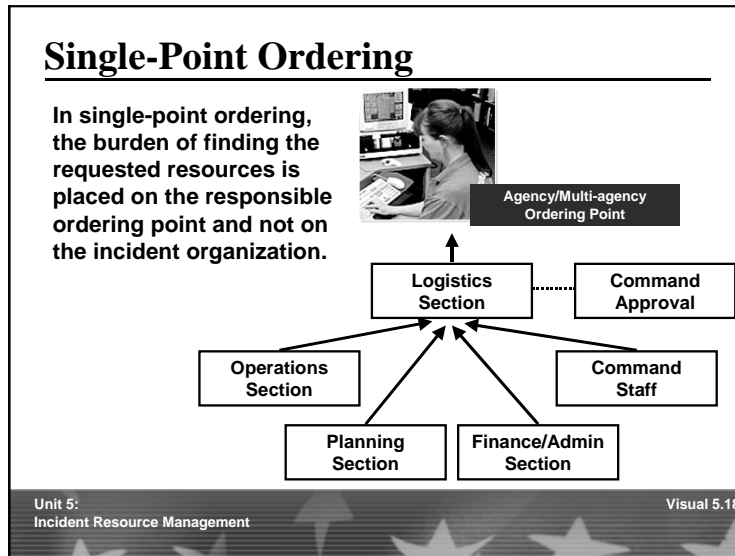 Single-Point Ordering
In single-point ordering,
the burden of finding the
requested resources is
placed on the responsible
ordering point and not on
the incident organization.
Agency/Multi-agency
Ordering Point
Logistics
Section
Command
Approval
Operations
Section
Command
Staff
Planning
Section
Finance/Admin
Section
Unit 5:
Incident Resource Management
Visual 5.18